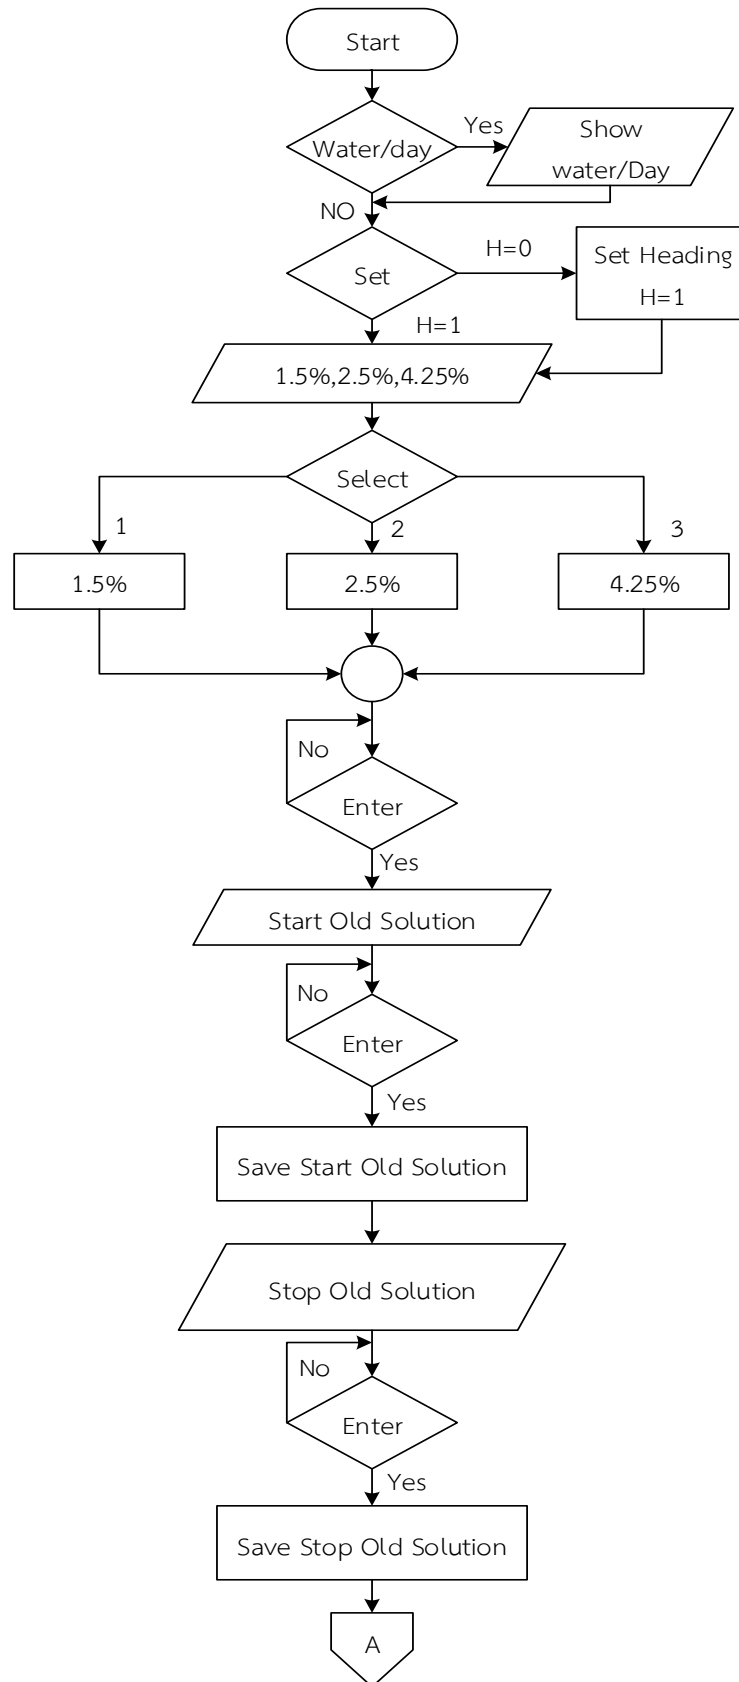 Start
Water/day
Yes
Show
water/Day
NO
Set
H=0
Set Heading
H=1
H=1
1.5%,2.5%,4.25%
Select
1
2
3
1.5%
2.5%
4.25%
No
Enter
Yes
Start Old Solution
No
Enter
Yes
Save Start Old Solution
Stop Old Solution
No
Enter
Yes
Save Stop Old Solution
A